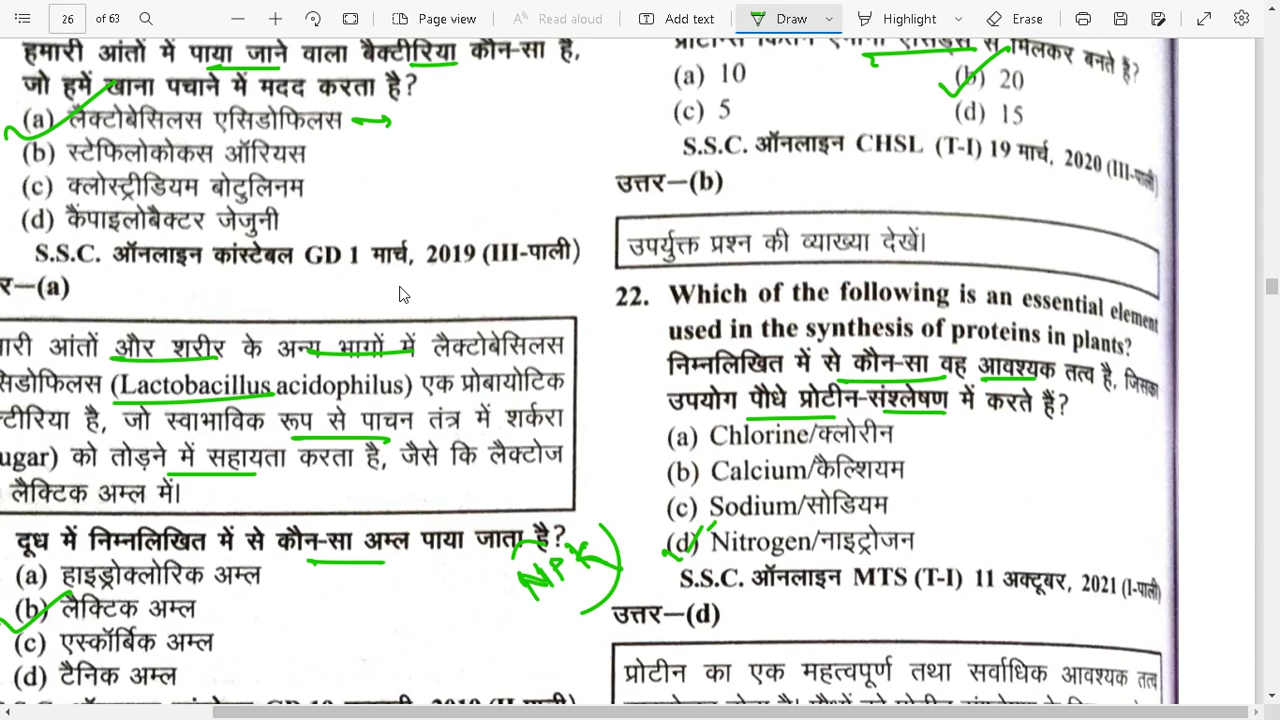 26 of 63
Page view
Read aloud
Add text
Draw
Highlight
Erase
हमारी आंतों में पाया जाने वाला बैक्टीरिया कौन-सा है,
जो हमें खाना पचाने में मदद करता है?
(a) लैक्टोबेसिलस एसिडोफिलस
(b) स्टेफिलोकोकस ऑरियस
(c) क्लोस्ट्रीडियम बोटुलिनम
(d) कैंपाइलोबैक्टर जेजुनी
S.S.C. ऑनलाइन कांस्टेबल GD 1 मार्च, 2019 (III-पाली)
र—(a)
ारी आंतों और शरीर के अन्य भागों में लैक्टोबेसिलस
सिडोफिलस (Lactobacillus acidophilus) एक प्रोबायोटिक
क्टीरिया है, जो स्वाभाविक रूप से पाचन तंत्र में शर्करा
ugar) को तोड़ने में सहायता करता है, जैसे कि लैक्टोज
लैक्टिक अम्ल में।
दूध में निम्नलिखित में से कौन-सा अम्ल पाया जाता है?
(a) हाइड्रोक्लोरिक अम्ल
(b) लैक्टिक अम्ल
(c) एस्कॉर्बिक अम्ल
(d) टैनिक अम्ल
NPK
से मिलकर बनते हैं?
(a) 10
(b) 20
(c) 5
(d) 15
S.S.C. ऑनलाइन CHSL (T-I) 19 मार्च, 2020 (III-पाली)
उत्तर—(b)
उपर्युक्त प्रश्न की व्याख्या देखें।
22. Which of the following is an essential element
used in the synthesis of proteins in plants?
निम्नलिखित में से कौन-सा वह आवश्यक तत्व है, जिसका
उपयोग पौधे प्रोटीन-संश्लेषण में करते हैं?
(a) Chlorine/क्लोरीन
(b) Calcium/कैल्शियम
(c) Sodium/सोडियम
(d) Nitrogen/नाइट्रोजन
S.S.C. ऑनलाइन MTS (T-I) 11 अक्टूबर, 2021 (I-पाली)
उत्तर—(d)
प्रोटीन का एक महत्वपूर्ण तथा सर्वाधिक आवश्यक तत्व